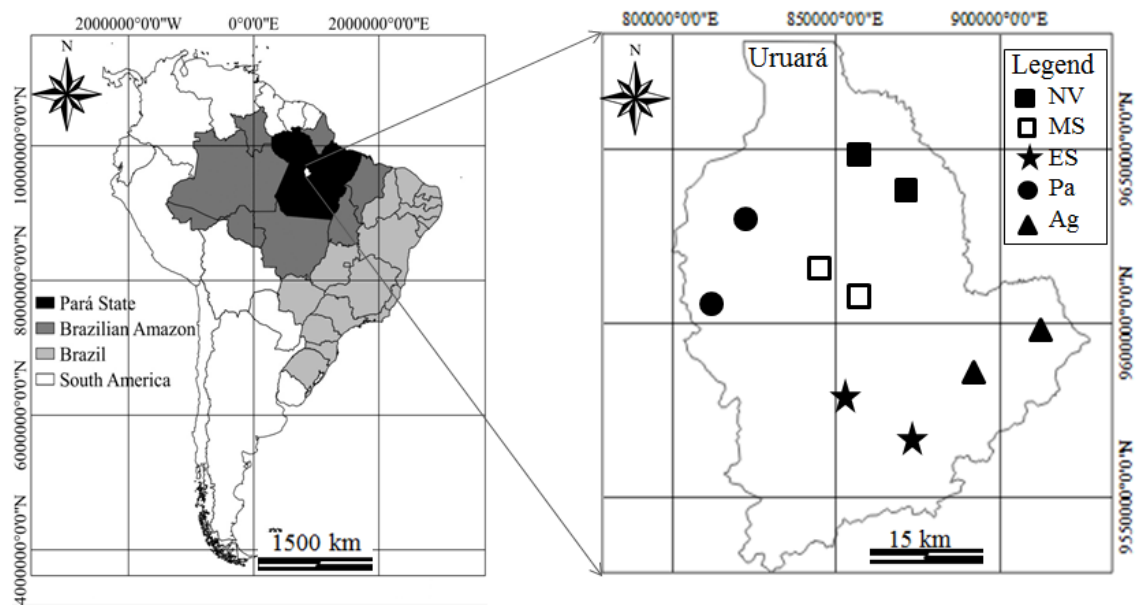 2000000°0'0"W 0°0'0"E 2000000°0'0"E
N
10000000°0'0"N
8000000°0'0"N
6000000°0'0"N
4000000°0'0"N
Pará State
Brazilian Amazon
Brazil
South America
1500 km
800000°0'0"E 850000°0'0"E 900000°0'0"E
Uruará
N
Legend
NV
MS
ES
Pa
Ag
9650000°0'0"N
9600000°0'0"N
9550000°0'0"N
15 km